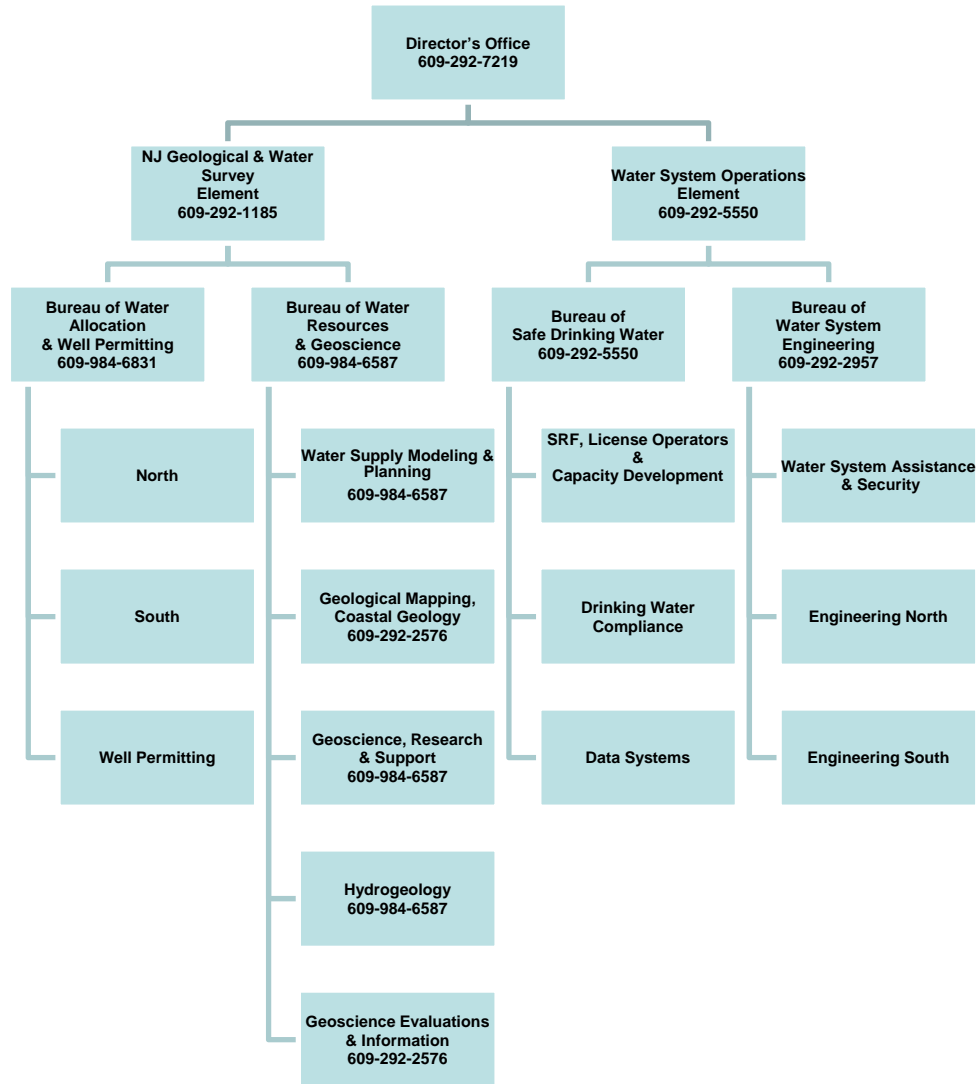 Director’s Office
609-292-7219
NJ Geological & Water
Survey
Element
609-292-1185
Water System Operations
Element
609-292-5550
Bureau of Water
Allocation
& Well Permitting
609-984-6831
Bureau of Water
Resources
& Geoscience
609-984-6587
Bureau of
Safe Drinking Water
609-292-5550
Bureau of
Water System
Engineering
609-292-2957
North
South
Well Permitting
Water Supply Modeling &
Planning
609-984-6587
Geological Mapping,
Coastal Geology
609-292-2576
Geoscience, Research
& Support
609-984-6587
Hydrogeology
609-984-6587
Geoscience Evaluations
& Information
609-292-2576
SRF, License Operators
&
Capacity Development
Drinking Water
Compliance
Data Systems
Water System Assistance
& Security
Engineering North
Engineering South